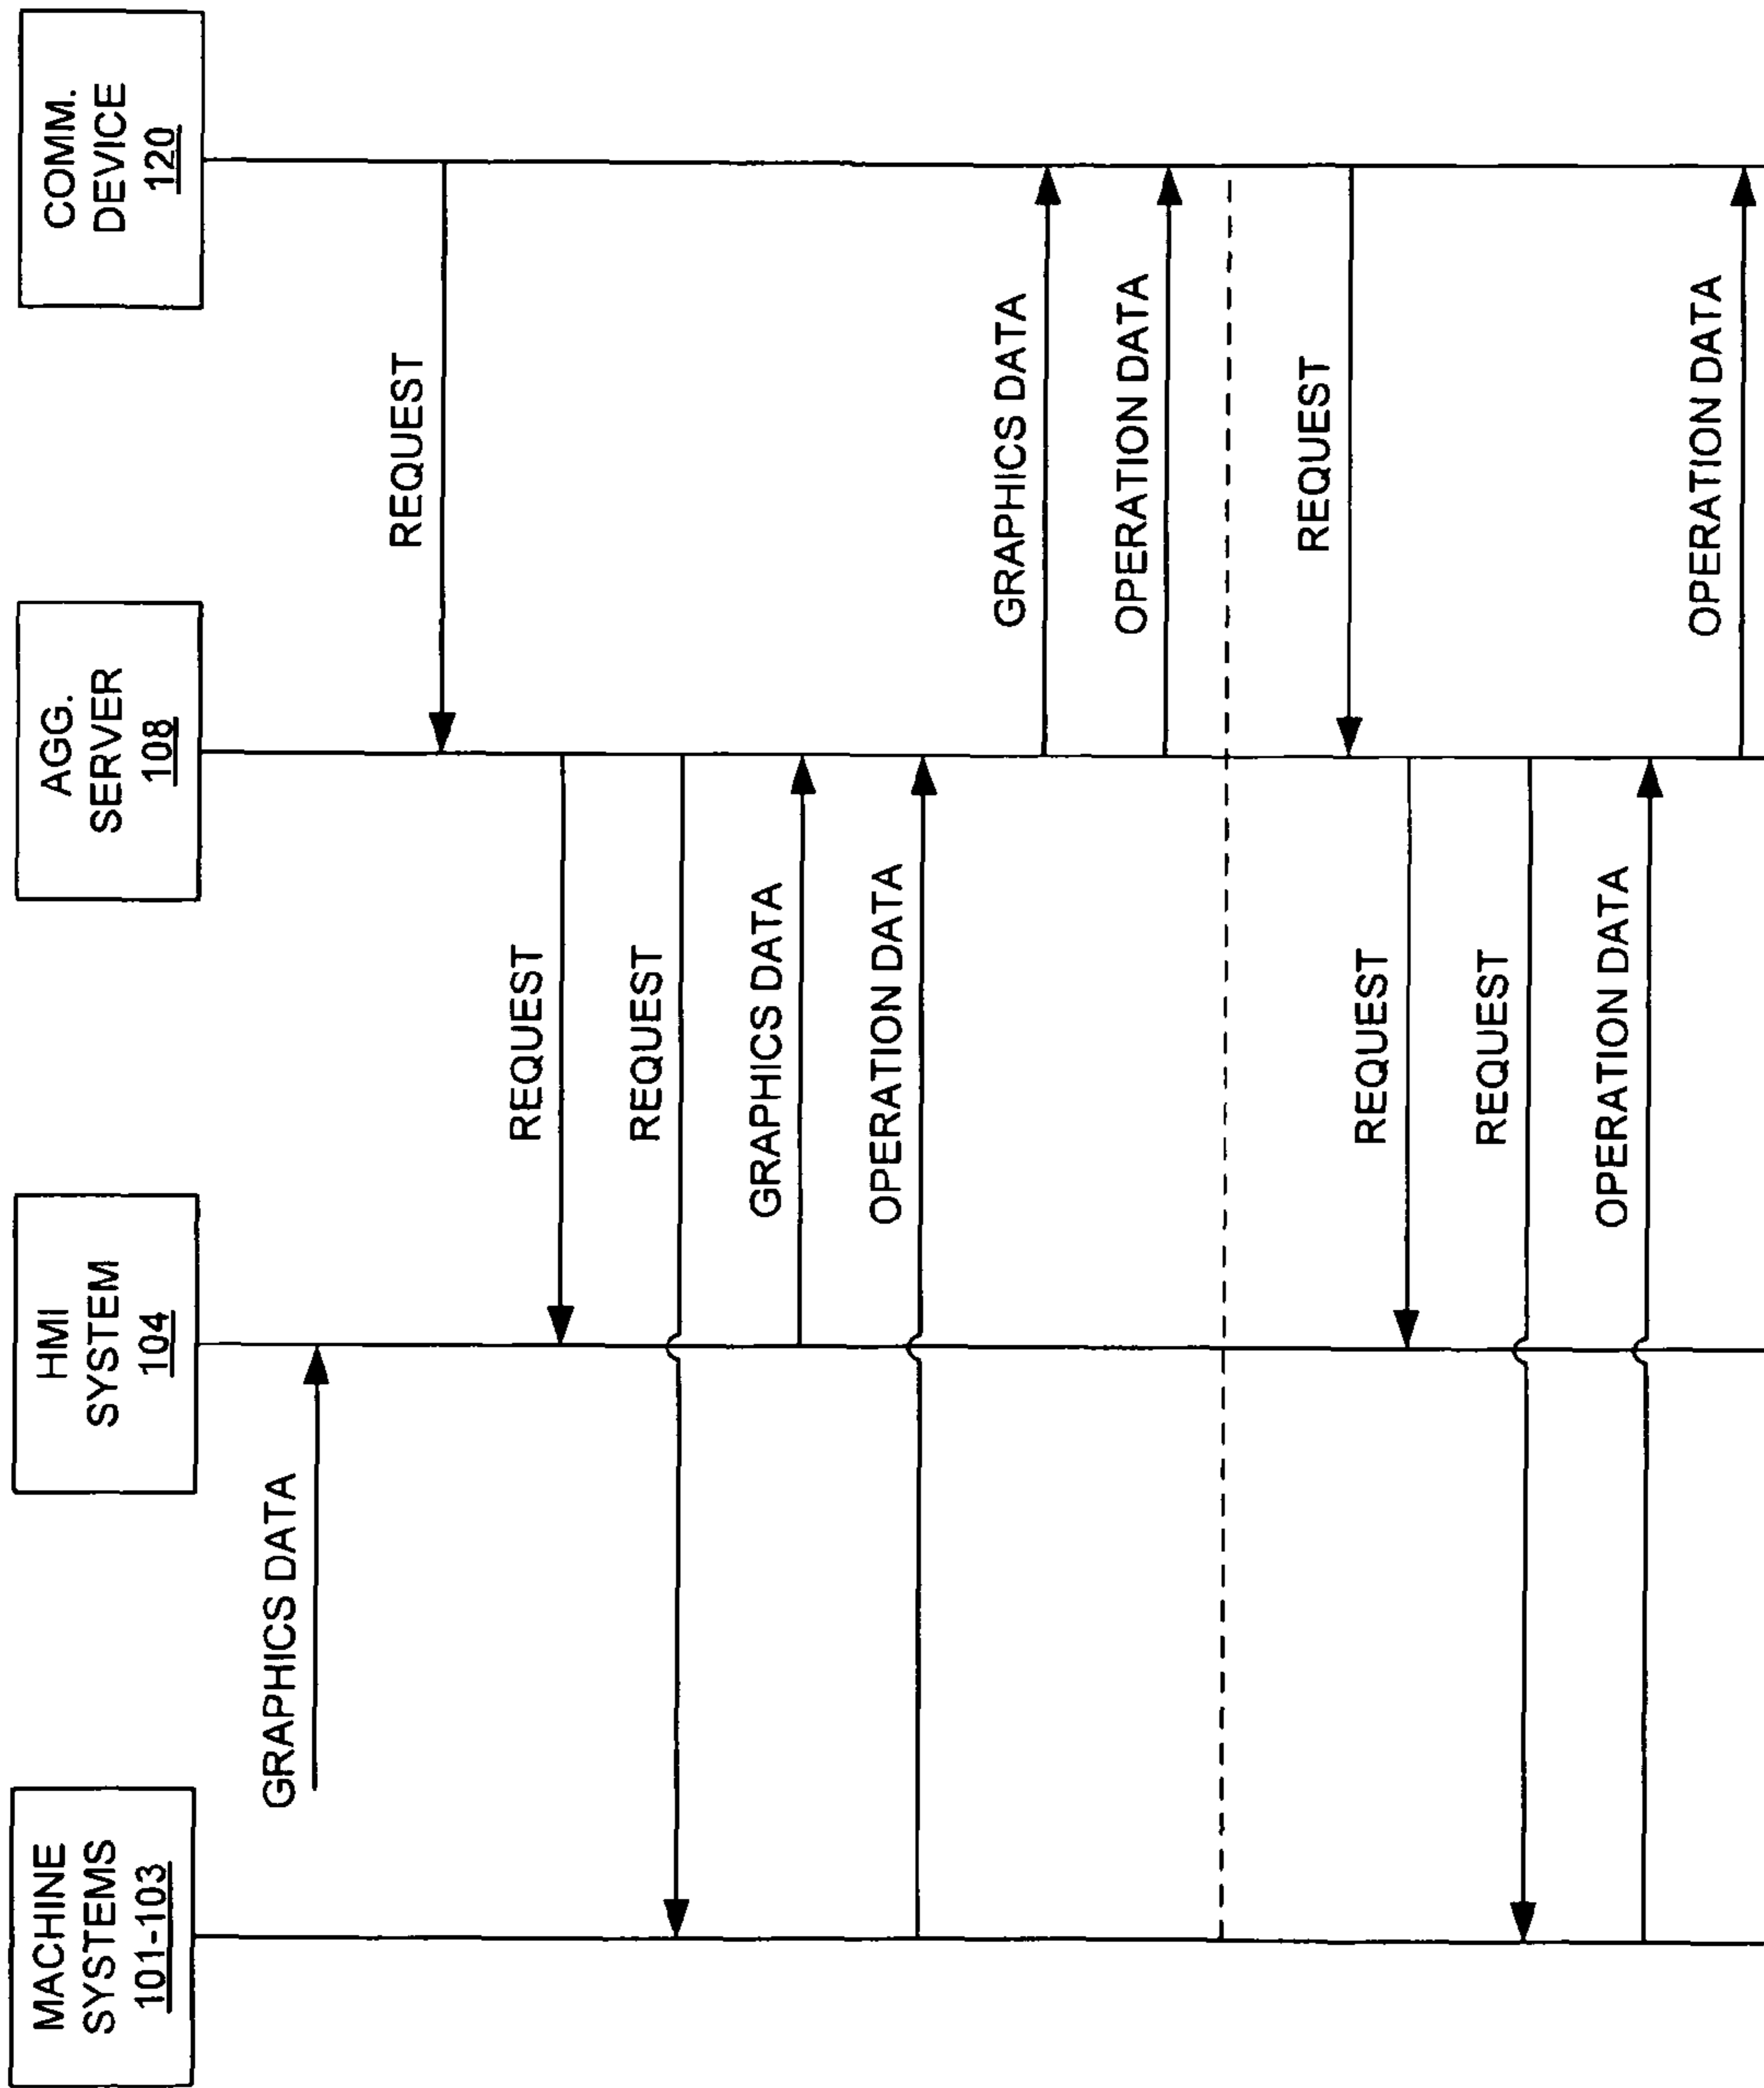 MACHINE
SYSTEMS
101-103
HMI
SYSTEM
104
AGG.
SERVER
108
COMM.
DEVICE
120
GRAPHICS DATA
REQUEST
REQUEST
REQUEST
GRAPHICS DATA
OPERATION DATA
GRAPHICS DATA
OPERATION DATA
REQUEST
REQUEST
REQUEST
OPERATION DATA
OPERATION DATA